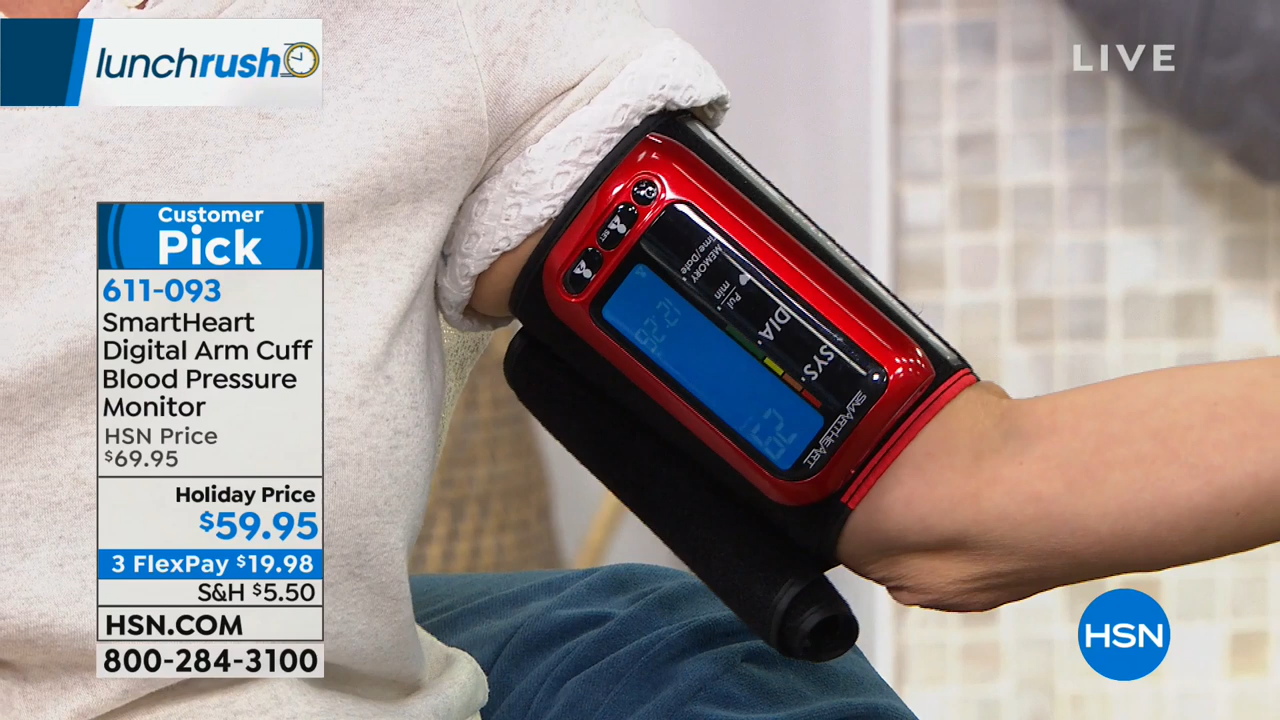 lunchrush
LIVE
Customer
Pick
611-093
SmartHeart
Digital Arm Cuff
Blood Pressure
Monitor
HSN Price
$69.95
Holiday Price
$59.95
3 FlexPay $19.98
S&H $5.50
HSN.COM
800-284-3100
SET
Time/Date
MEMORY
Pul
min
DIA.
SYS.
SMARTHEART
HSN